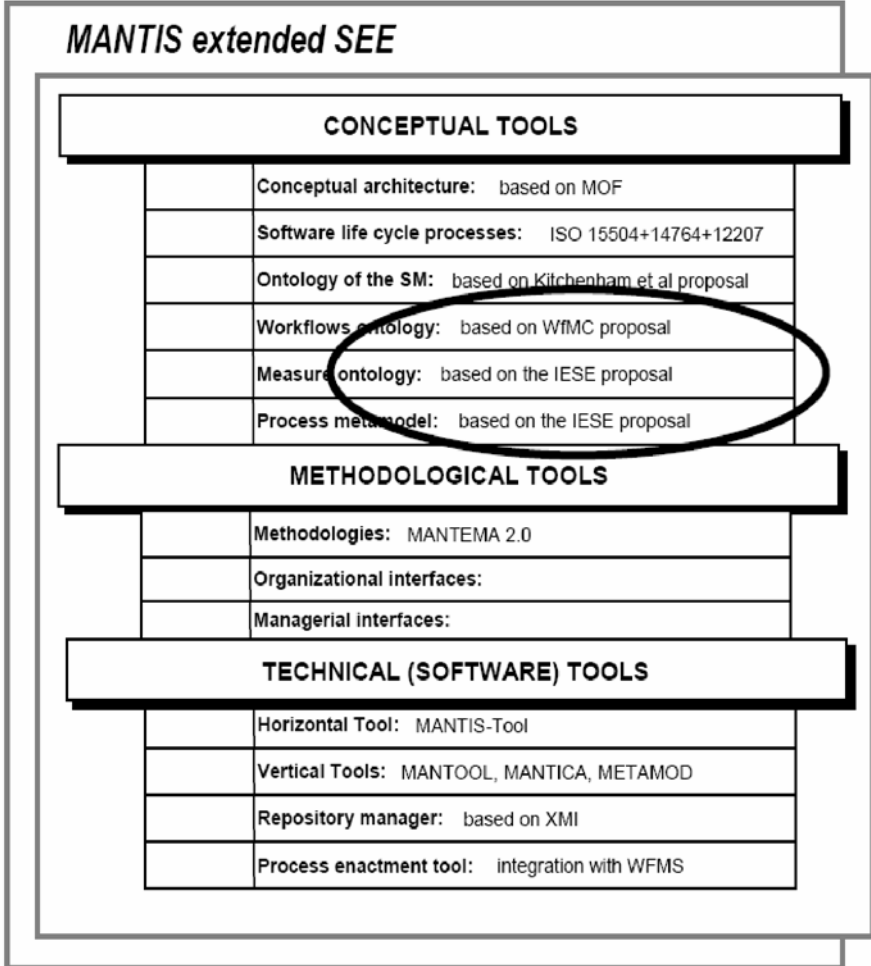 MANTIS extended SEE
CONCEPTUAL TOOLS
Conceptual architecture: based on MOF
Software life cycle processes: ISO 15504+14764+12207
Ontology of the SM: based on Kitchenham et al proposal
Workflows ontology: based on WfMC proposal
Measure ontology: based on the IESE proposal
Process metamodel: based on the IESE proposal
METHODOLOGICAL TOOLS
Methodologies: MANTEMA 2.0
Organizational interfaces:
Managerial interfaces:
TECHNICAL (SOFTWARE) TOOLS
Horizontal Tool: MANTIS-Tool
Vertical Tools: MANTOOL, MANTICA, METAMOD
Repository manager: based on XMI
Process enactment tool: integration with WFMS